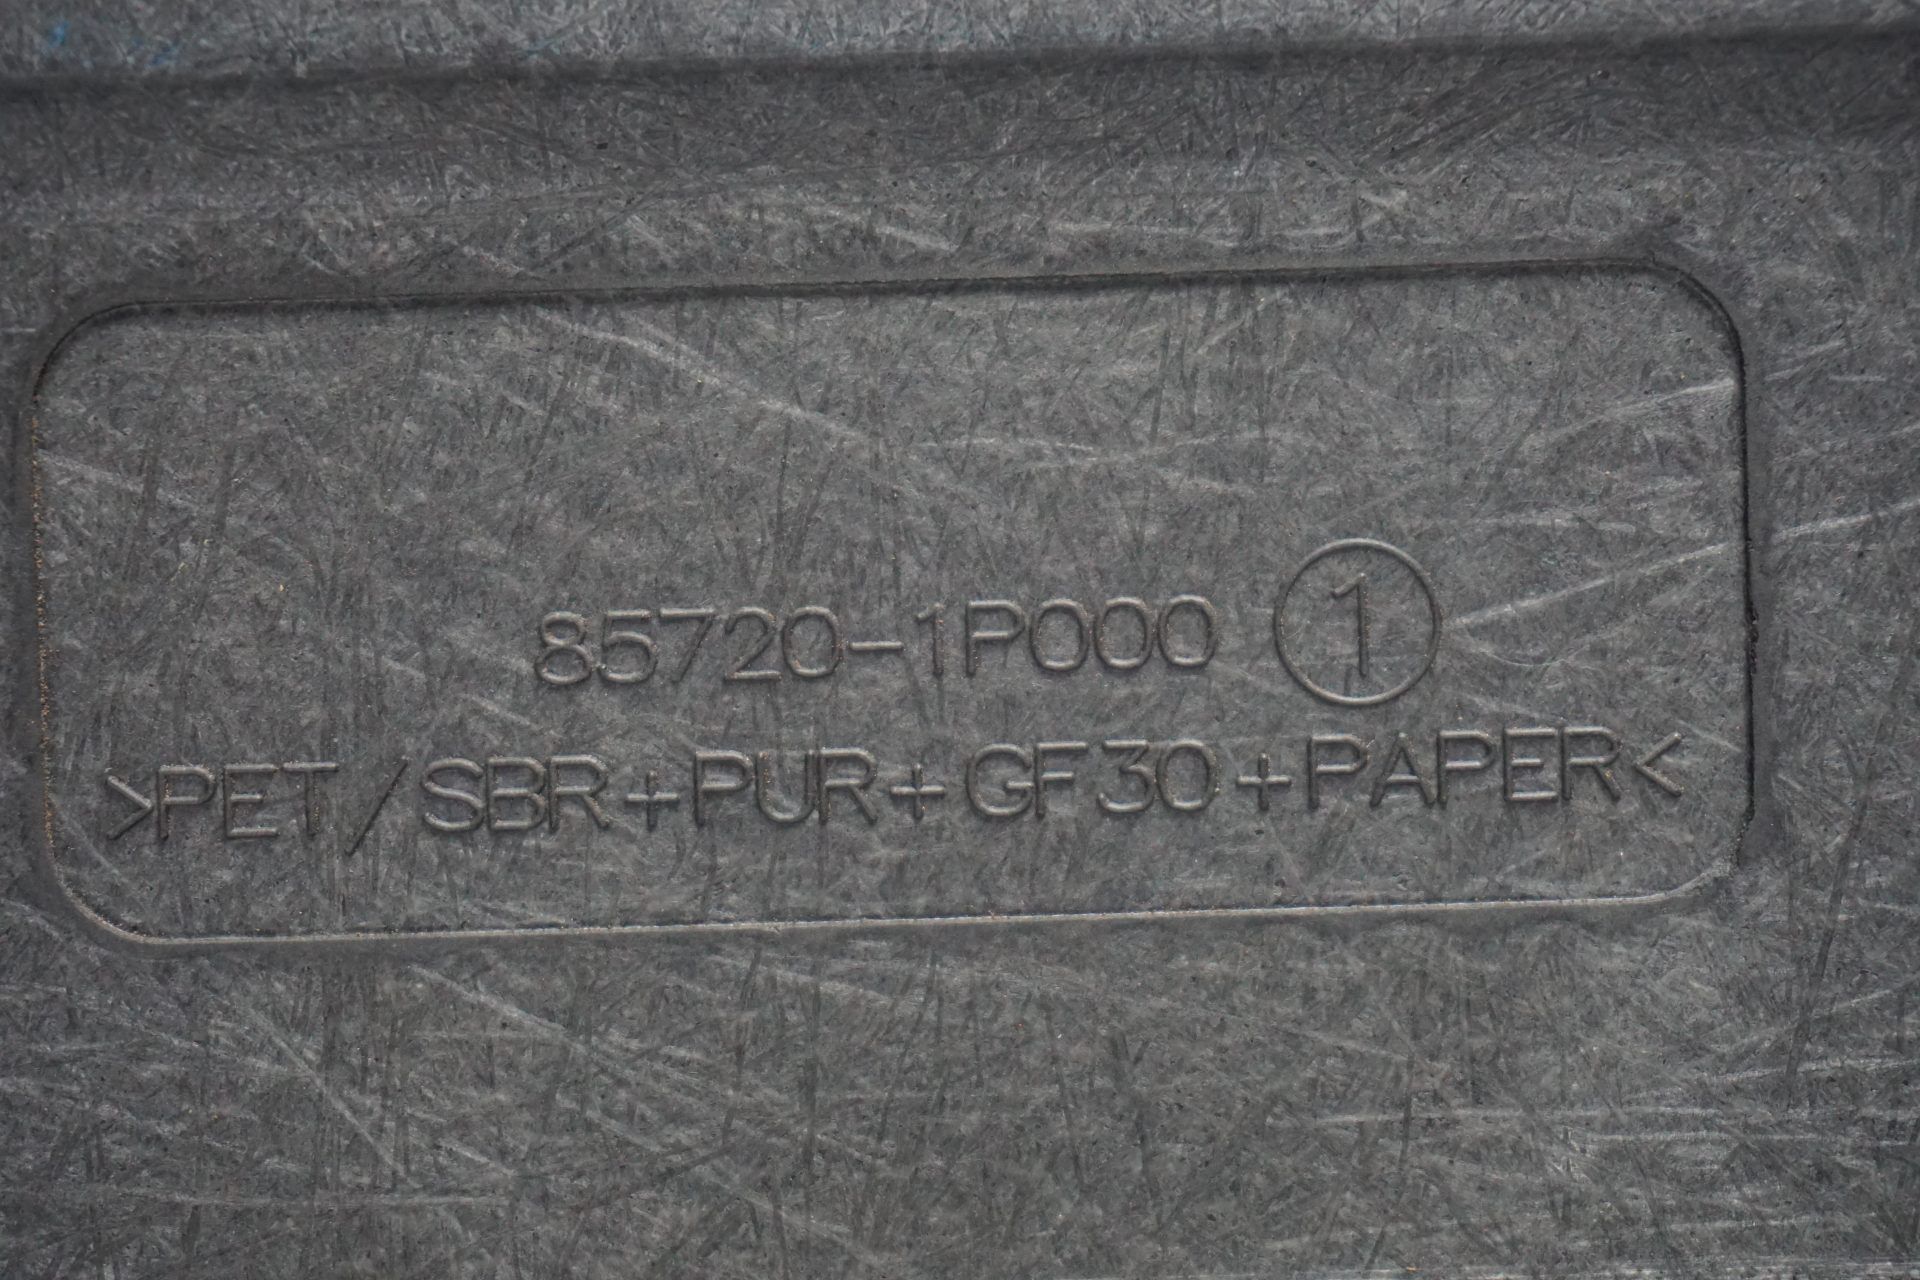 85720-1P000 ①
>PET/SBR+PUR+GF30+PAPER<